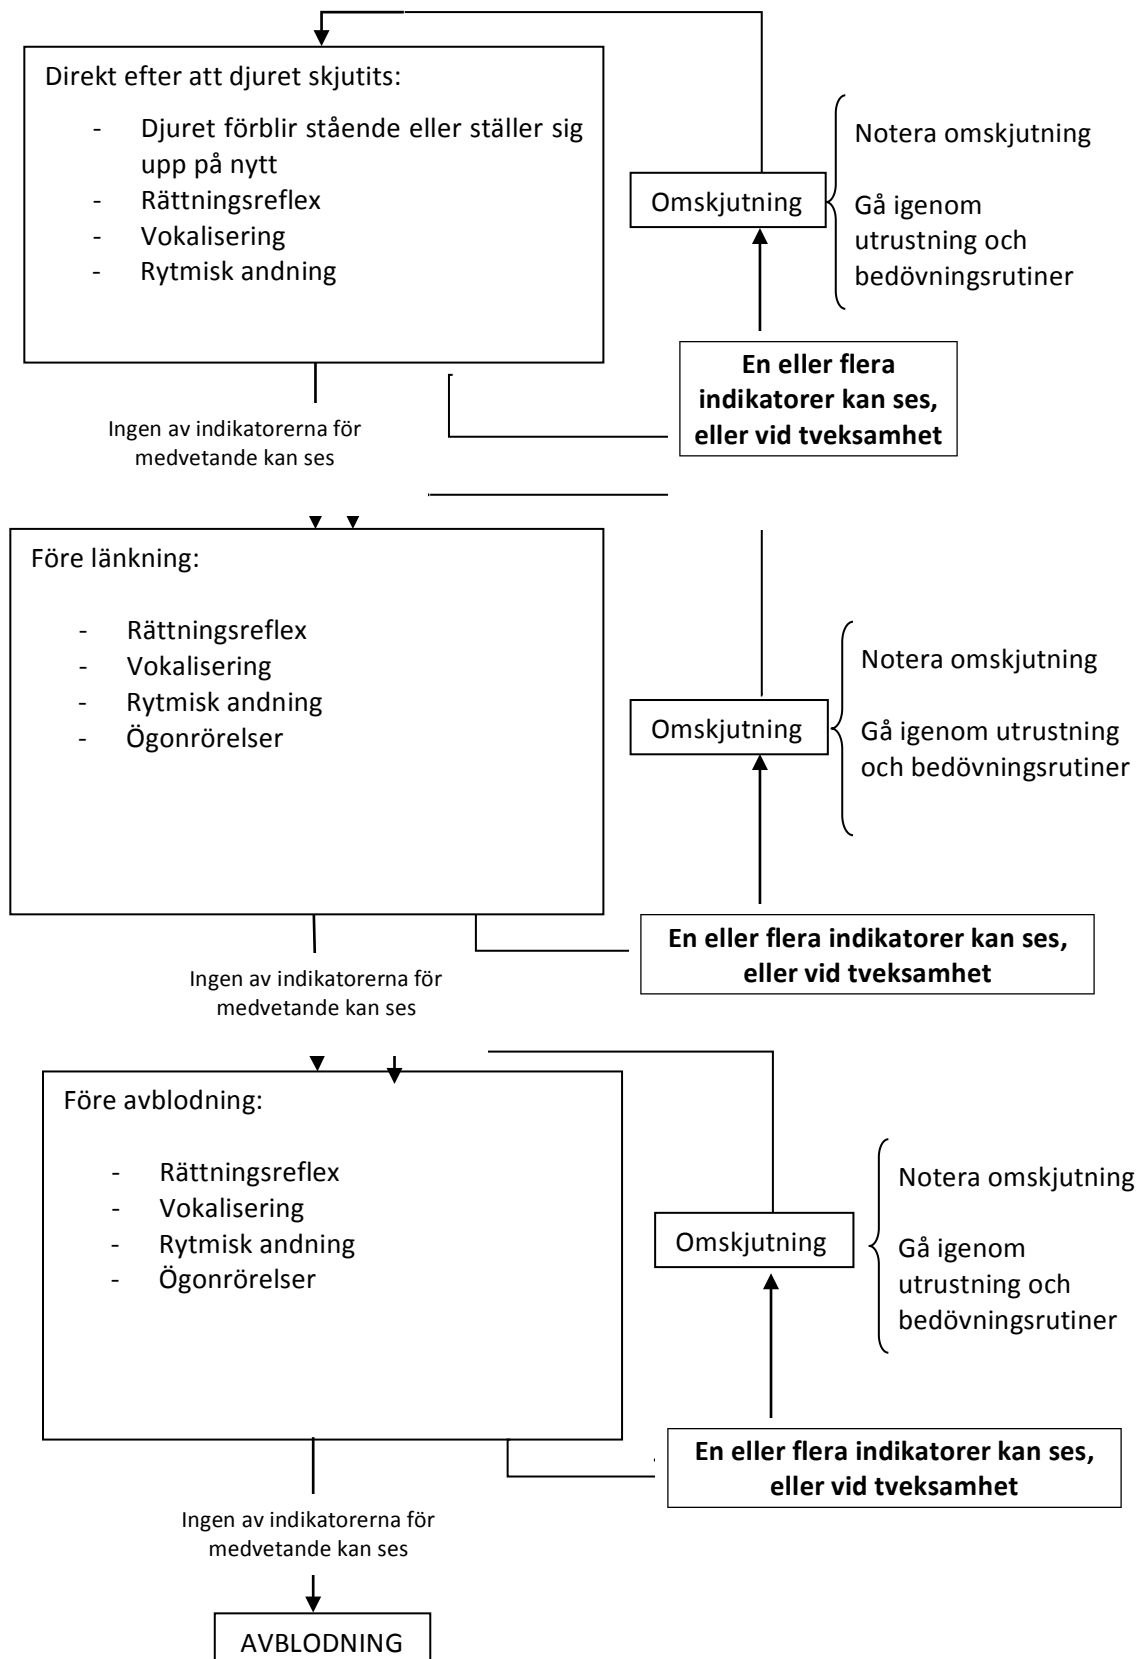 Direkt efter att djuret skjutits:
- Djuret förblir stående eller ställer sig
upp på nytt
- Rättningsreflex
- Vokalisering
- Rytmisk andning
Omskjutning
Notera omskjutning
Gå igenom
utrustning och
bedövningsrutiner
En eller flera
indikatorer kan ses,
eller vid tveksamhet
Ingen av indikatorerna för
medvetande kan ses
Före länkning:
- Rättningsreflex
- Vokalisering
- Rytmisk andning
- Ögonrörelser
Omskjutning
Notera omskjutning
Gå igenom utrustning
och bedövningsrutiner
En eller flera indikatorer kan ses,
eller vid tveksamhet
Ingen av indikatorerna för
medvetande kan ses
Före avblodning:
- Rättningsreflex
- Vokalisering
- Rytmisk andning
- Ögonrörelser
Omskjutning
Notera omskjutning
Gå igenom
utrustning och
bedövningsrutiner
En eller flera indikatorer kan ses,
eller vid tveksamhet
Ingen av indikatorerna för
medvetande kan ses
AVBLODNING